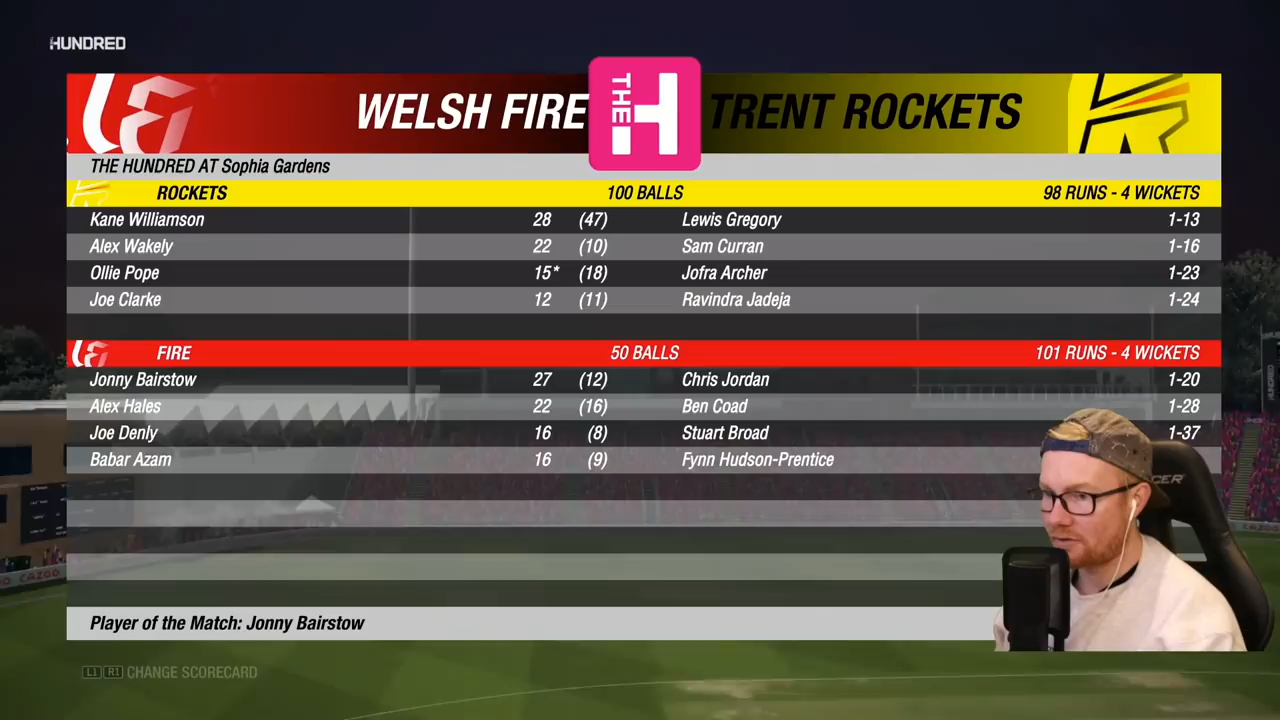 HUNDRED
WELSH FIRE
THE H
TRENT ROCKETS
THE HUNDRED AT Sophia Gardens
ROCKETS 100 BALLS 98 RUNS - 4 WICKETS
Kane Williamson 28 (47) Lewis Gregory 1-13
Alex Wakely 22 (10) Sam Curran 1-16
Ollie Pope 15* (18) Jofra Archer 1-23
Joe Clarke 12 (11) Ravindra Jadeja 1-24
FIRE 50 BALLS 101 RUNS - 4 WICKETS
Jonny Bairstow 27 (12) Chris Jordan 1-20
Alex Hales 22 (16) Ben Coad 1-28
Joe Denly 16 (8) Stuart Broad 1-37
Babar Azam 16 (9) Fynn Hudson-Prentice
Player of the Match: Jonny Bairstow
L1 R1 CHANGE SCORECARD
CAZOO